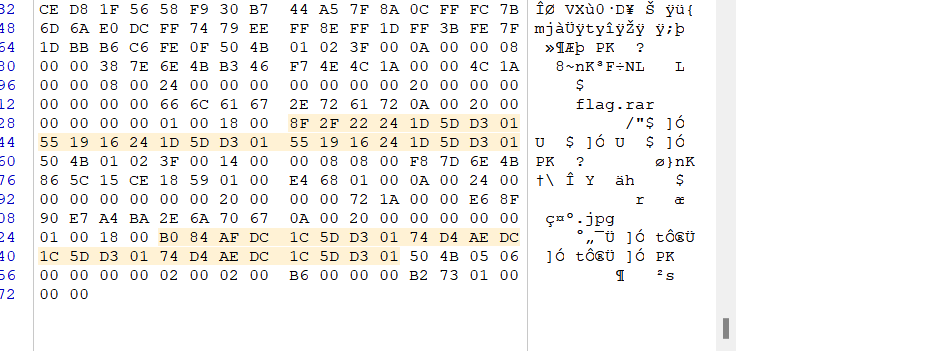 32 CE D8 1F 56 58 F9 30 B7 44 A5 7F 8A 0C FF FC 7B ÎØ VXù0·D¥ Š ÿü{
48 6D 6A E0 DC FF 74 79 EE FF 8E FF 1D FF 3B FE 7F mjàÜÿtyîÿŽÿ ÿ;þ
64 1D BB B6 C6 FE 0F 50 4B 01 02 3F 00 0A 00 00 08 »¶Æþ PK ?
80 00 00 38 7E 6E 4B B3 46 F7 4E 4C 1A 00 00 4C 1A 8~nK³F÷NL L
96 00 00 08 00 24 00 00 00 00 00 00 00 20 00 00 00 $
12 00 00 00 00 66 6C 61 67 2E 72 61 72 0A 00 20 00 flag.rar
28 00 00 00 00 01 00 18 00 8F 2F 22 24 1D 5D D3 01 /"$ ]Ó
44 55 19 16 24 1D 5D D3 01 55 19 16 24 1D 5D D3 01 U $ ]Ó U $ ]Ó
60 50 4B 01 02 3F 00 14 00 00 08 08 00 F8 7D 6E 4B PK ? ø}nK
76 86 5C 15 CE 18 59 01 00 E4 68 01 00 0A 00 24 00 †\ Î Y äh $
92 00 00 00 00 20 00 00 00 00 00 72 1A 00 00 E6 8F r æ
08 90 E7 A4 BA 2E 6A 70 67 0A 00 20 00 00 00 00 00 ç¤º.jpg
24 01 00 18 00 B0 84 AF DC 1C 5D D3 01 74 D4 AE DC °„¯Ü ]Ó tÔ®Ü
40 1C 5D D3 01 74 D4 AE DC 1C 5D D3 01 50 4B 05 06 ]Ó tÔ®Ü ]Ó PK
56 00 00 00 00 02 00 02 00 B6 00 00 00 B2 73 01 00 ¶ ²s
72 00 00